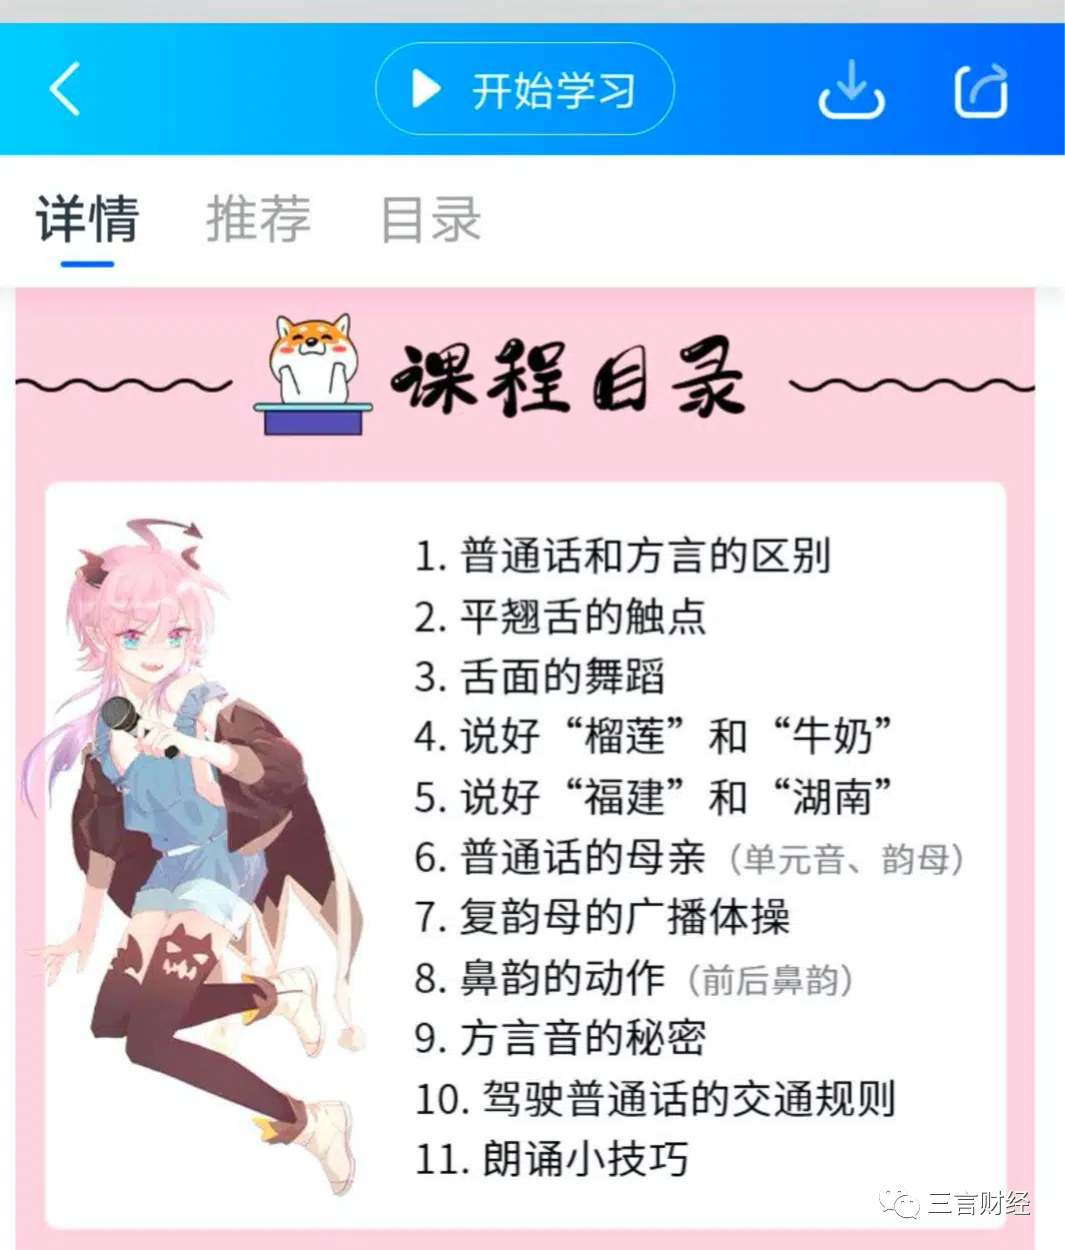 开始学习
详情 推荐 目录
课程目录
1. 普通话和方言的区别
2. 平翘舌的触点
3. 舌面的舞蹈
4. 说好“榴莲”和“牛奶”
5. 说好“福建”和“湖南”
6. 普通话的母亲（单元音、韵母）
7. 复韵母的广播体操
8. 鼻韵的动作（前后鼻韵）
9. 方言音的秘密
10. 驾驶普通话的交通规则
11. 朗诵小技巧
三言财经